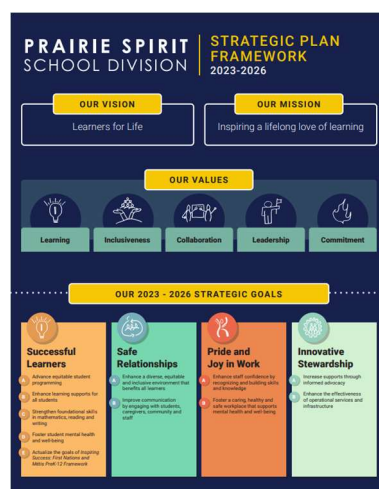 PRAIRIE SPIRIT
SCHOOL DIVISION
STRATEGIC PLAN
FRAMEWORK
2023-2026
OUR VISION
Learners for Life
OUR MISSION
Inspiring a lifelong love of learning
OUR VALUES
Learning
Inclusiveness
Collaboration
Leadership
Commitment
OUR 2023 - 2026 STRATEGIC GOALS
Successful
Learners
A Advance equitable student
programming
B Enhance learning supports for
all students
C Strengthen foundational skills
in mathematics, reading and
writing
D Foster student mental health
and well-being
E Actualize the goals of Inspiring
Success: First Nations and
Métis PreK-12 Framework
Safe
Relationships
A Enhance a diverse, equitable
and inclusive environment that
benefits all learners
B Improve communication
by engaging with students,
caregivers, community and
staff
Pride and
Joy in Work
A Enhance staff confidence by
recognizing and building skills
and knowledge
B Foster a caring, healthy and
safe workplace that supports
mental health and well-being
Innovative
Stewardship
A Increase supports through
informed advocacy
B Enhance the effectiveness
of operational services and
infrastructure